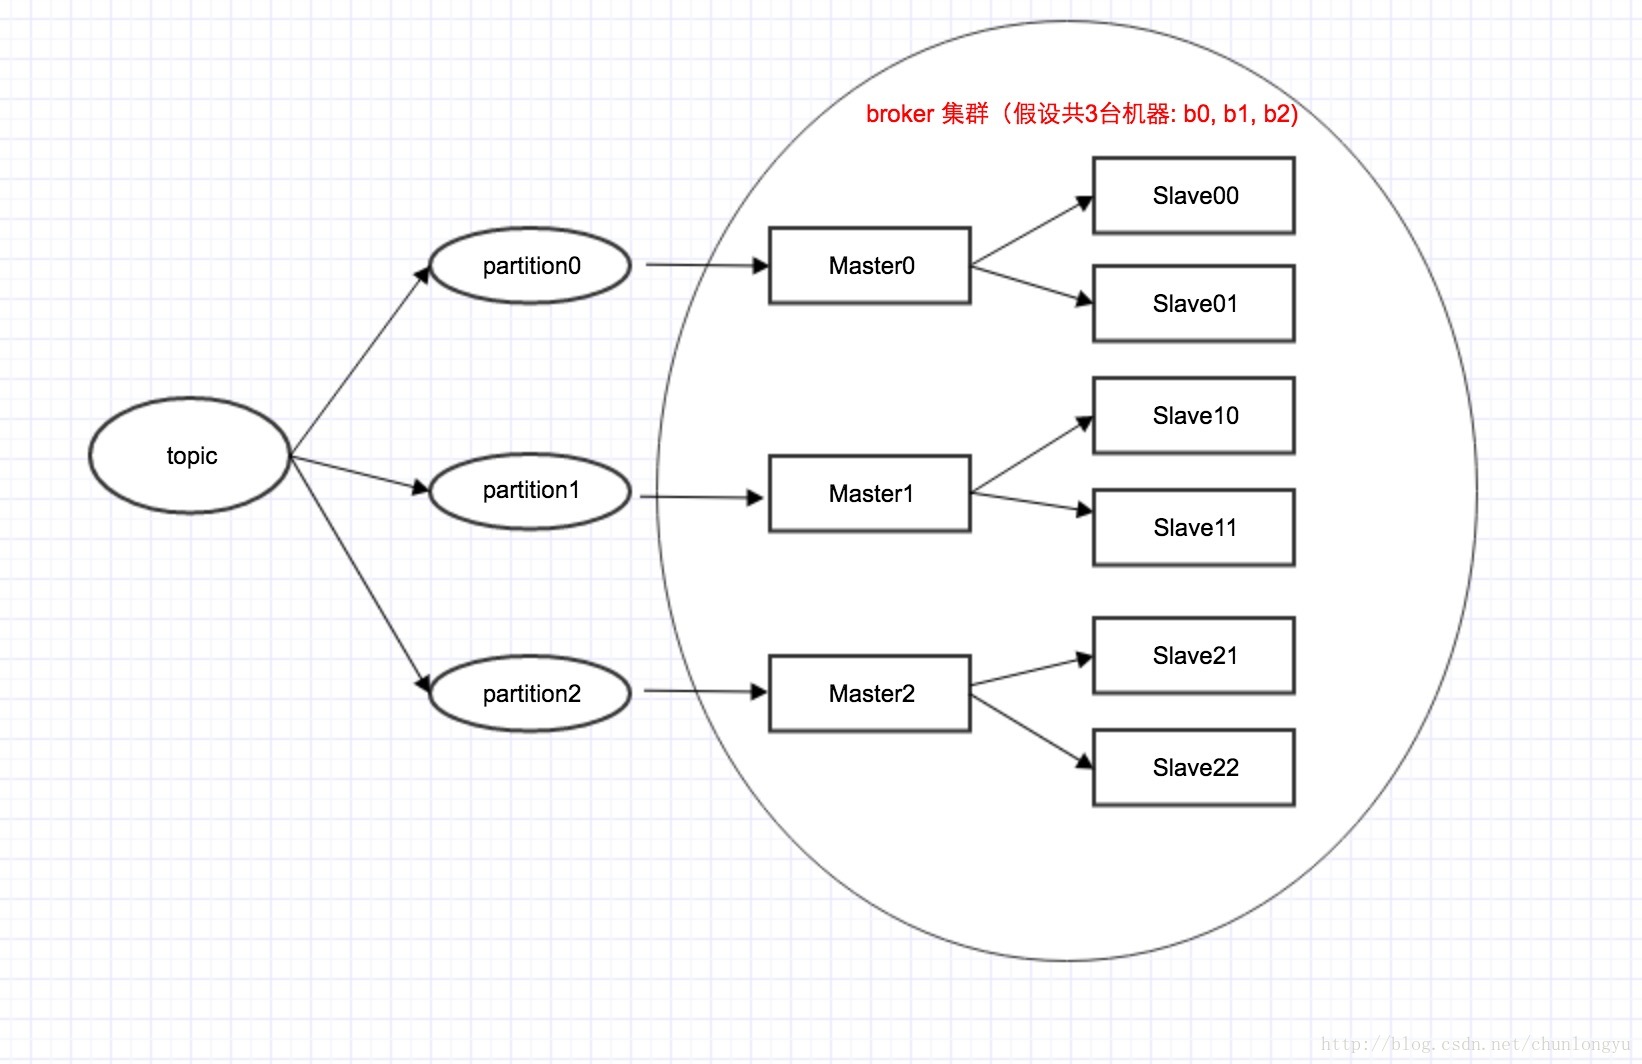 broker 集群（假设共3台机器: b0, b1, b2)
Slave00
partition0
Master0
Slave01
Slave10
topic
partition1
Master1
Slave11
Slave21
partition2
Master2
Slave22
http://blog.csdn.net/chunlongyu